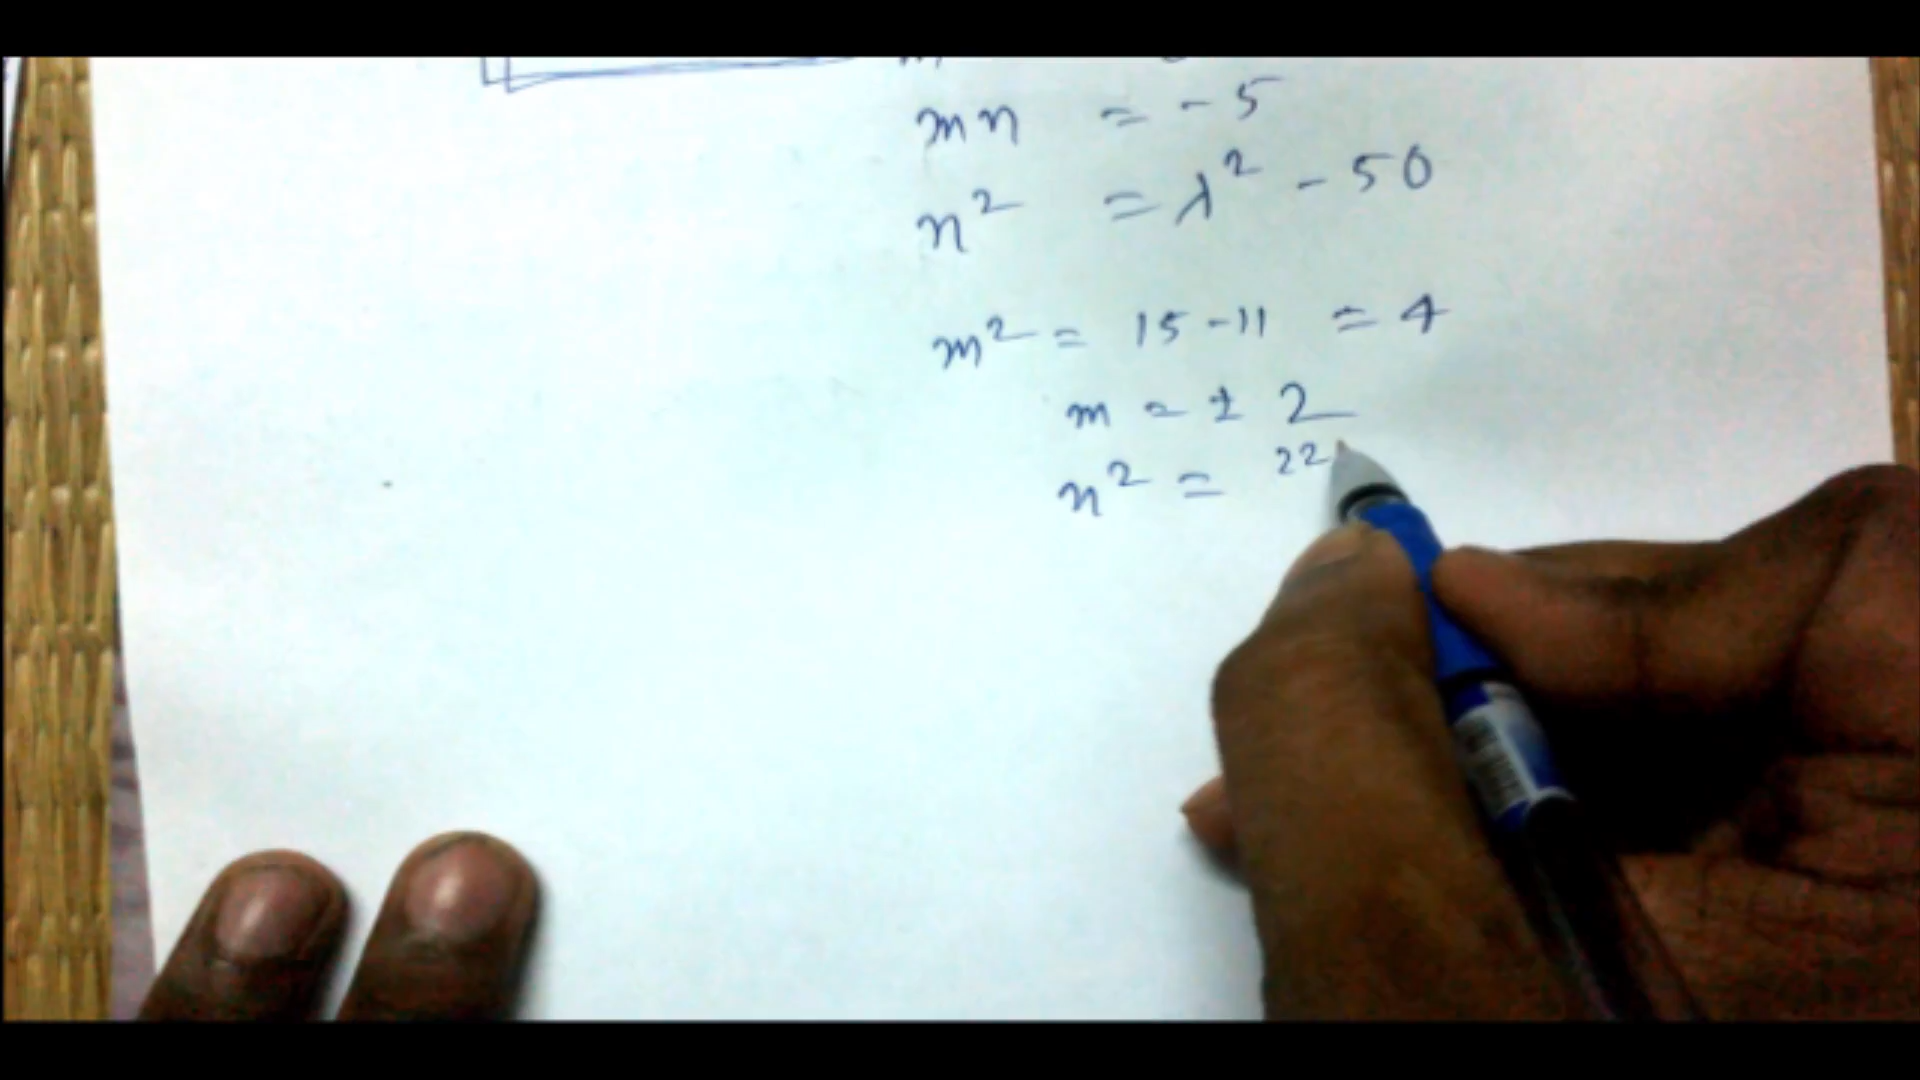 mn = - 5
n² = λ² - 50
m² = 15 - 11 = 4
m = ± 2
n² = 22